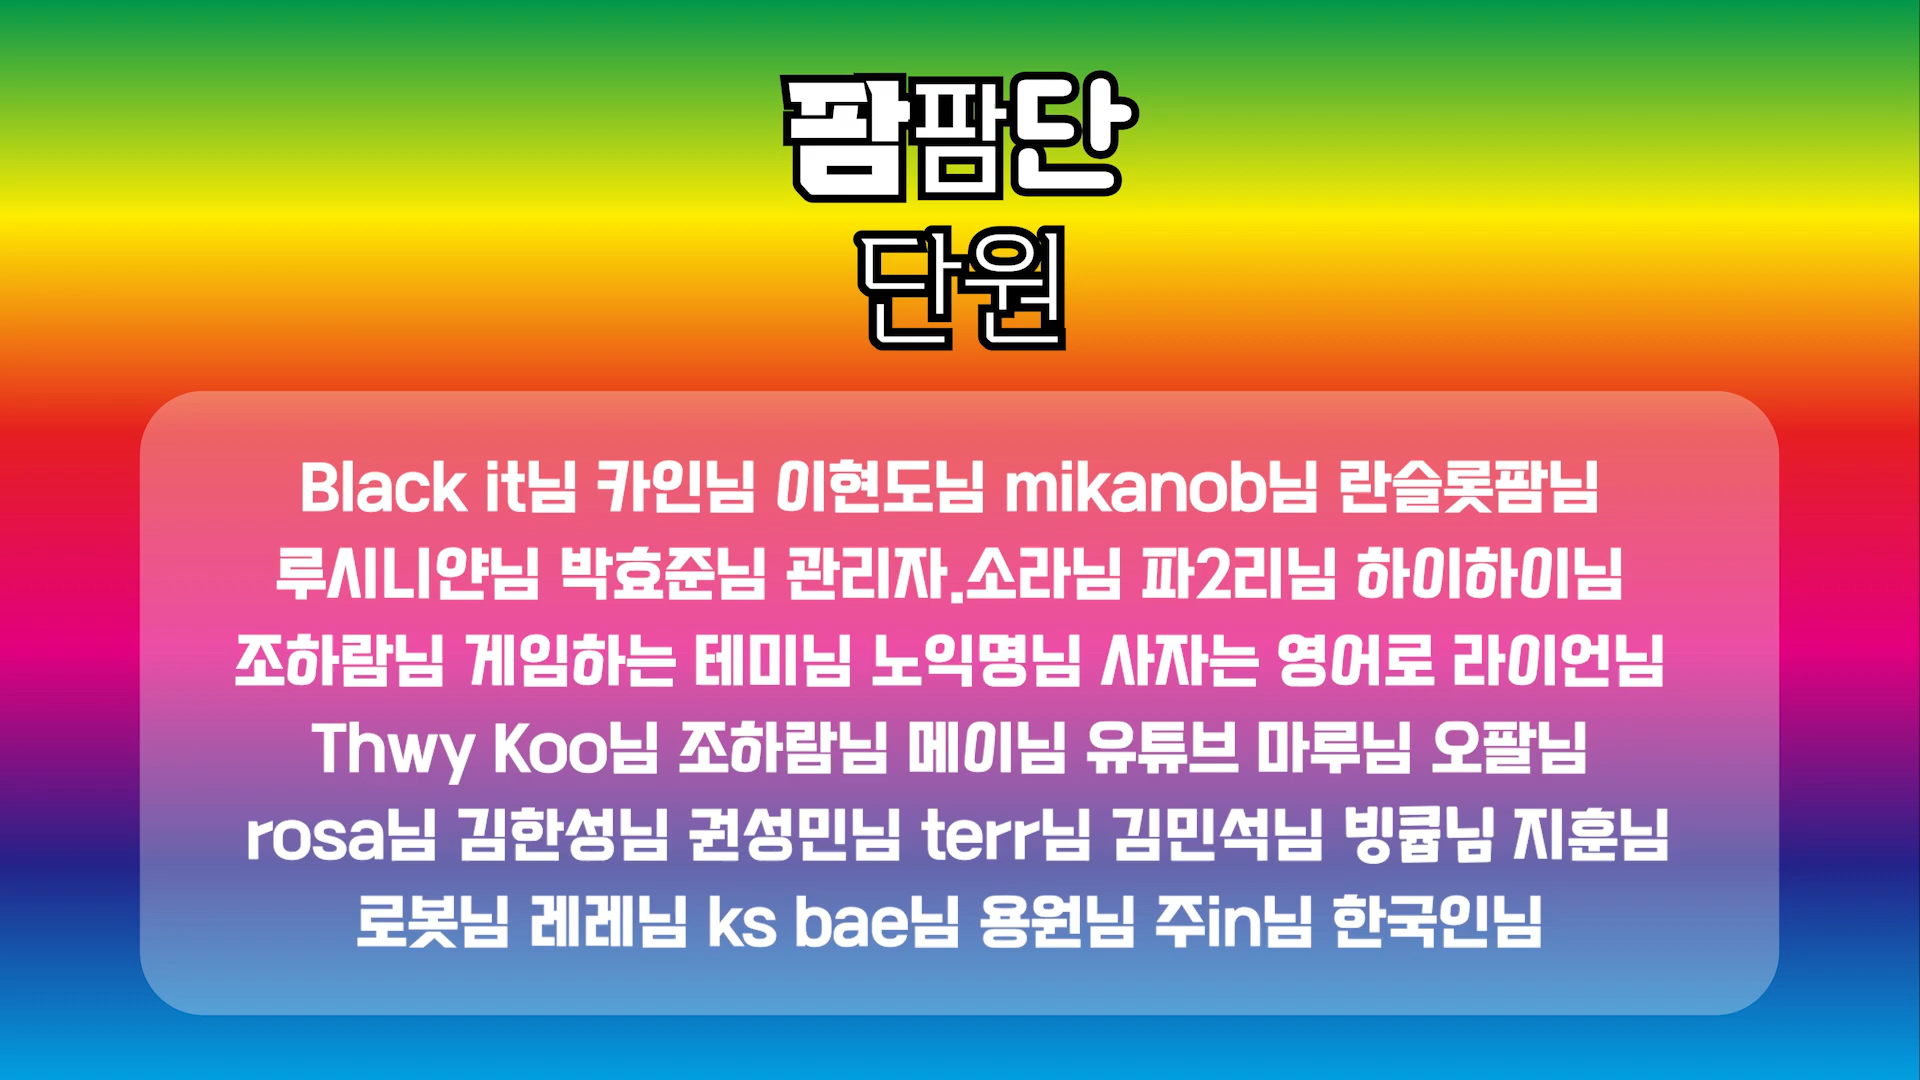 팜팜단
단원
Black it님 카인님 이현도님 mikanob님 란슬롯팜님
루시니얀님 박효준님 관리자.소라님 파2리님 하이하이님
조하람님 게임하는 테미님 노익명님 사자는 영어로 라이언님
Thwy Koo님 조하람님 메이님 유튜브 마루님 오팔님
rosa님 김한성님 권성민님 terr님 김민석님 빙큡님 지훈님
로봇님 레레님 ks bae님 용원님 주in님 한국인님